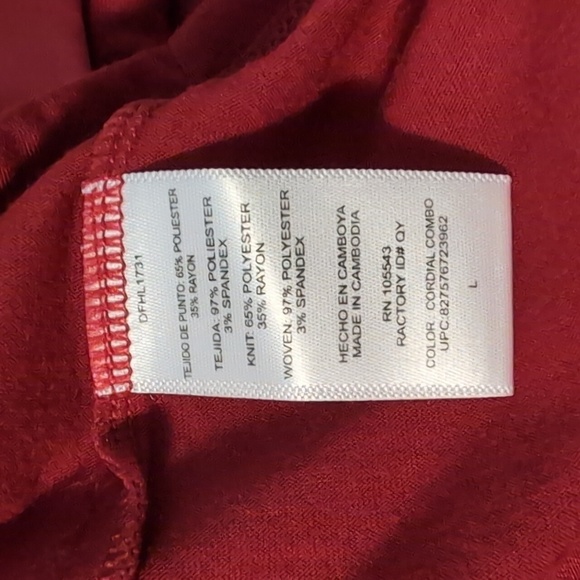 DFHL1731
TEJIDO DE PUNTO: 65% POLIESTER
35% RAYON
TEJIDA: 97% POLIESTER
3% SPANDEX
KNIT: 65% POLYESTER
35% RAYON
WOVEN: 97% POLYESTER
3% SPANDEX
HECHO EN CAMBOYA
MADE IN CAMBODIA
RN 105543
RACTORY ID# QY
COLOR: CORDIAL COMBO
UPC:827576723962
L